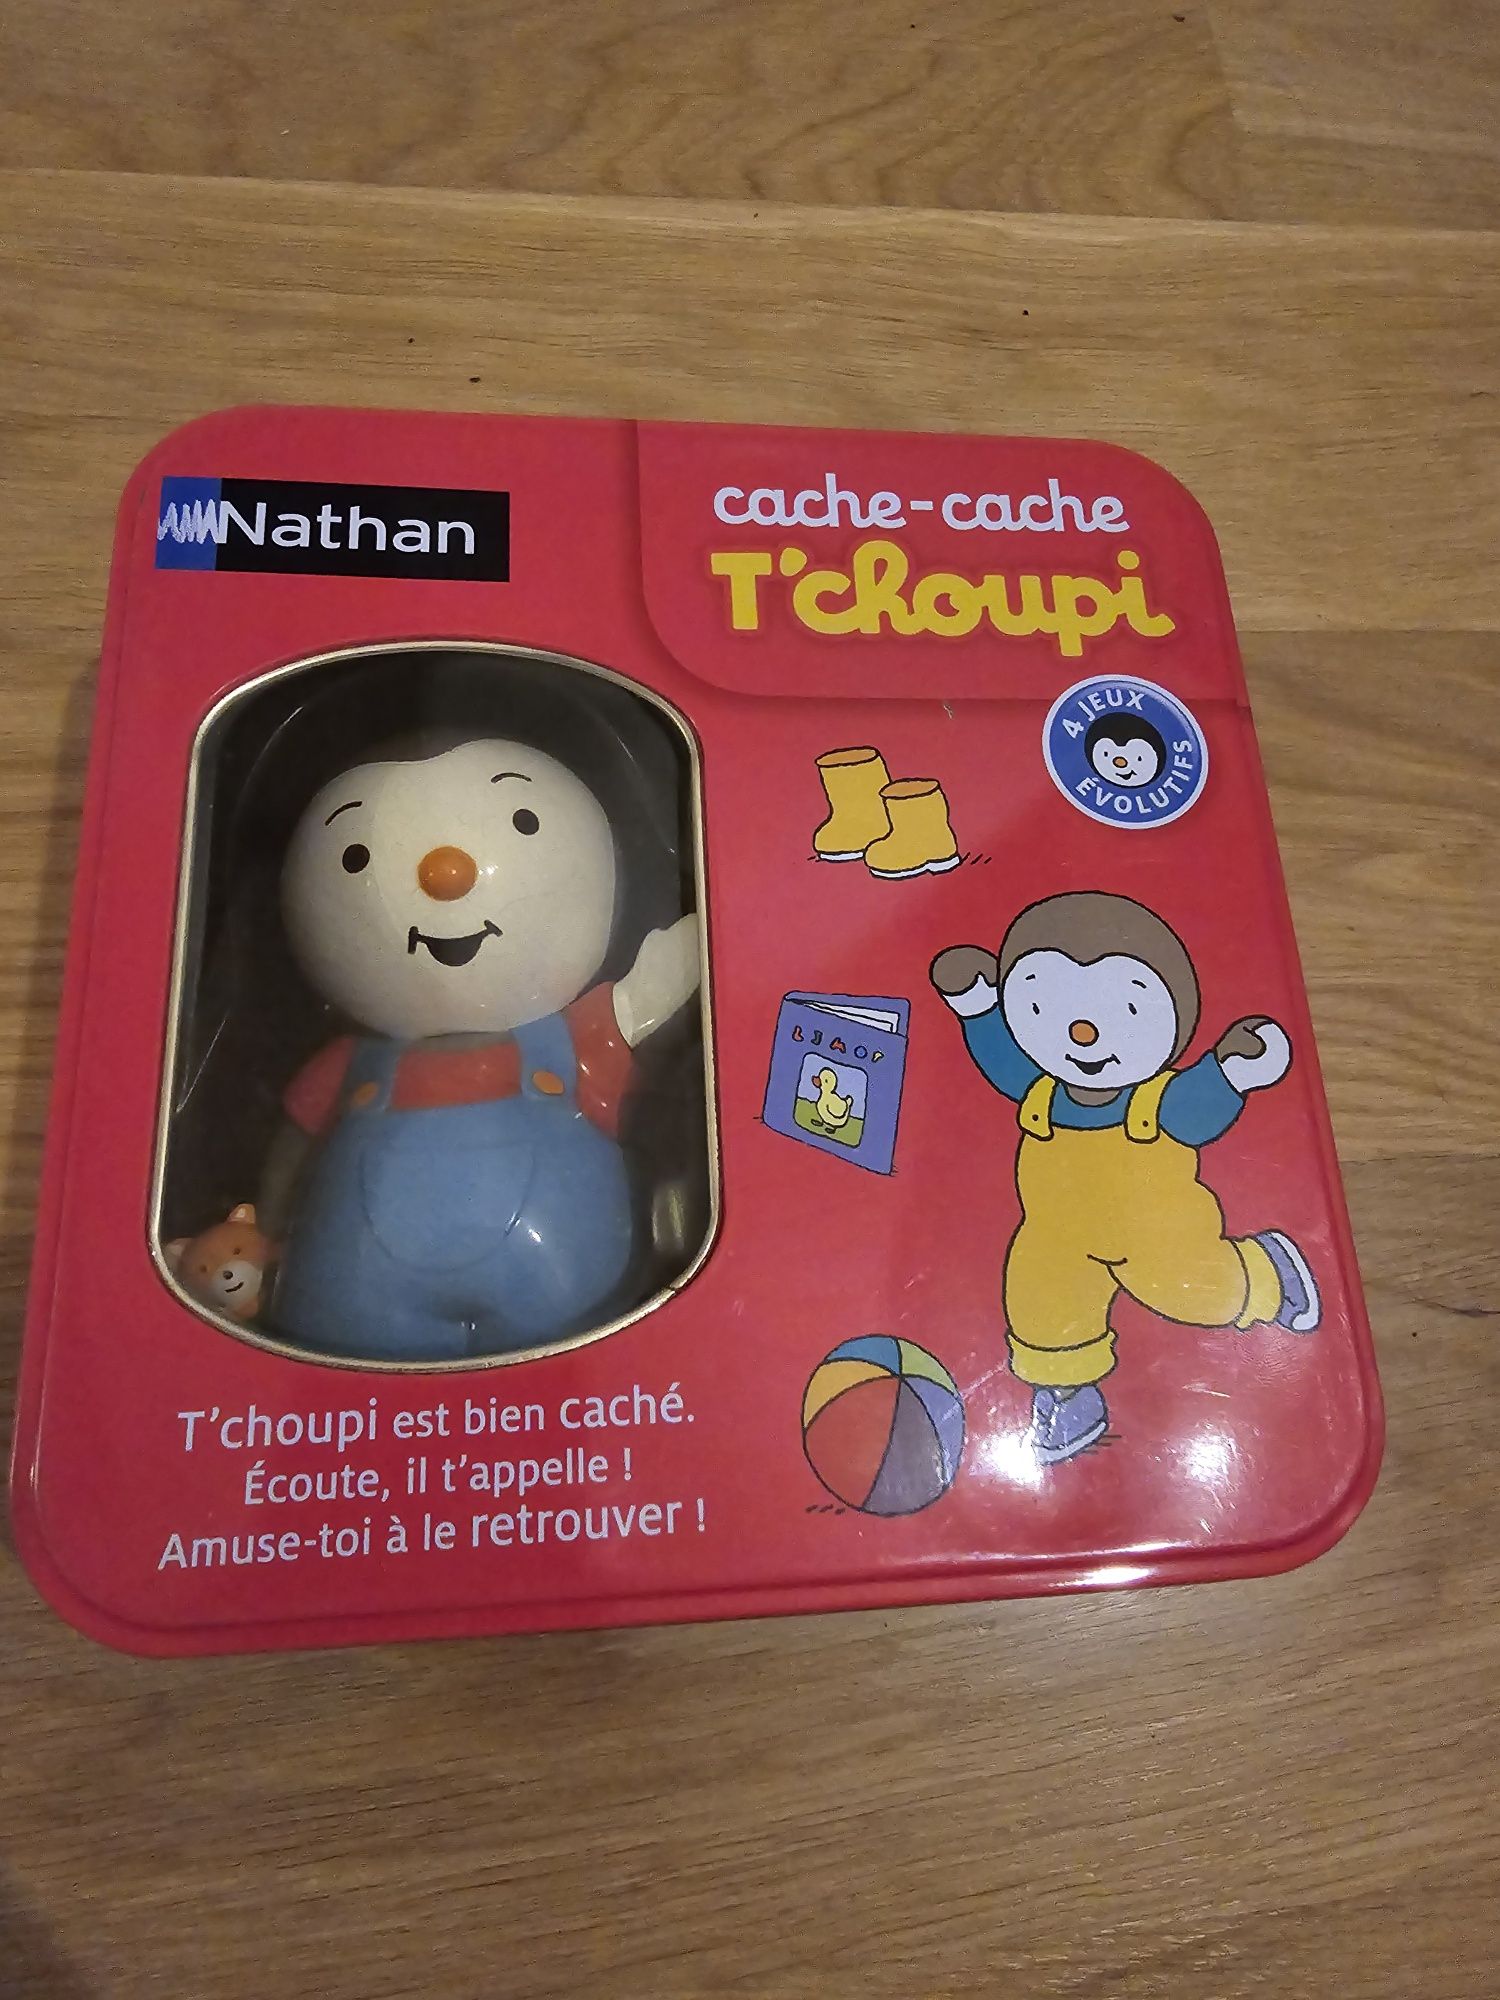 Nathan
cache-cache
T'choupi
4 JEUX
ÉVOLUTIFS
T'choupi est bien caché.
Écoute, il t'appelle !
Amuse-toi à le retrouver !